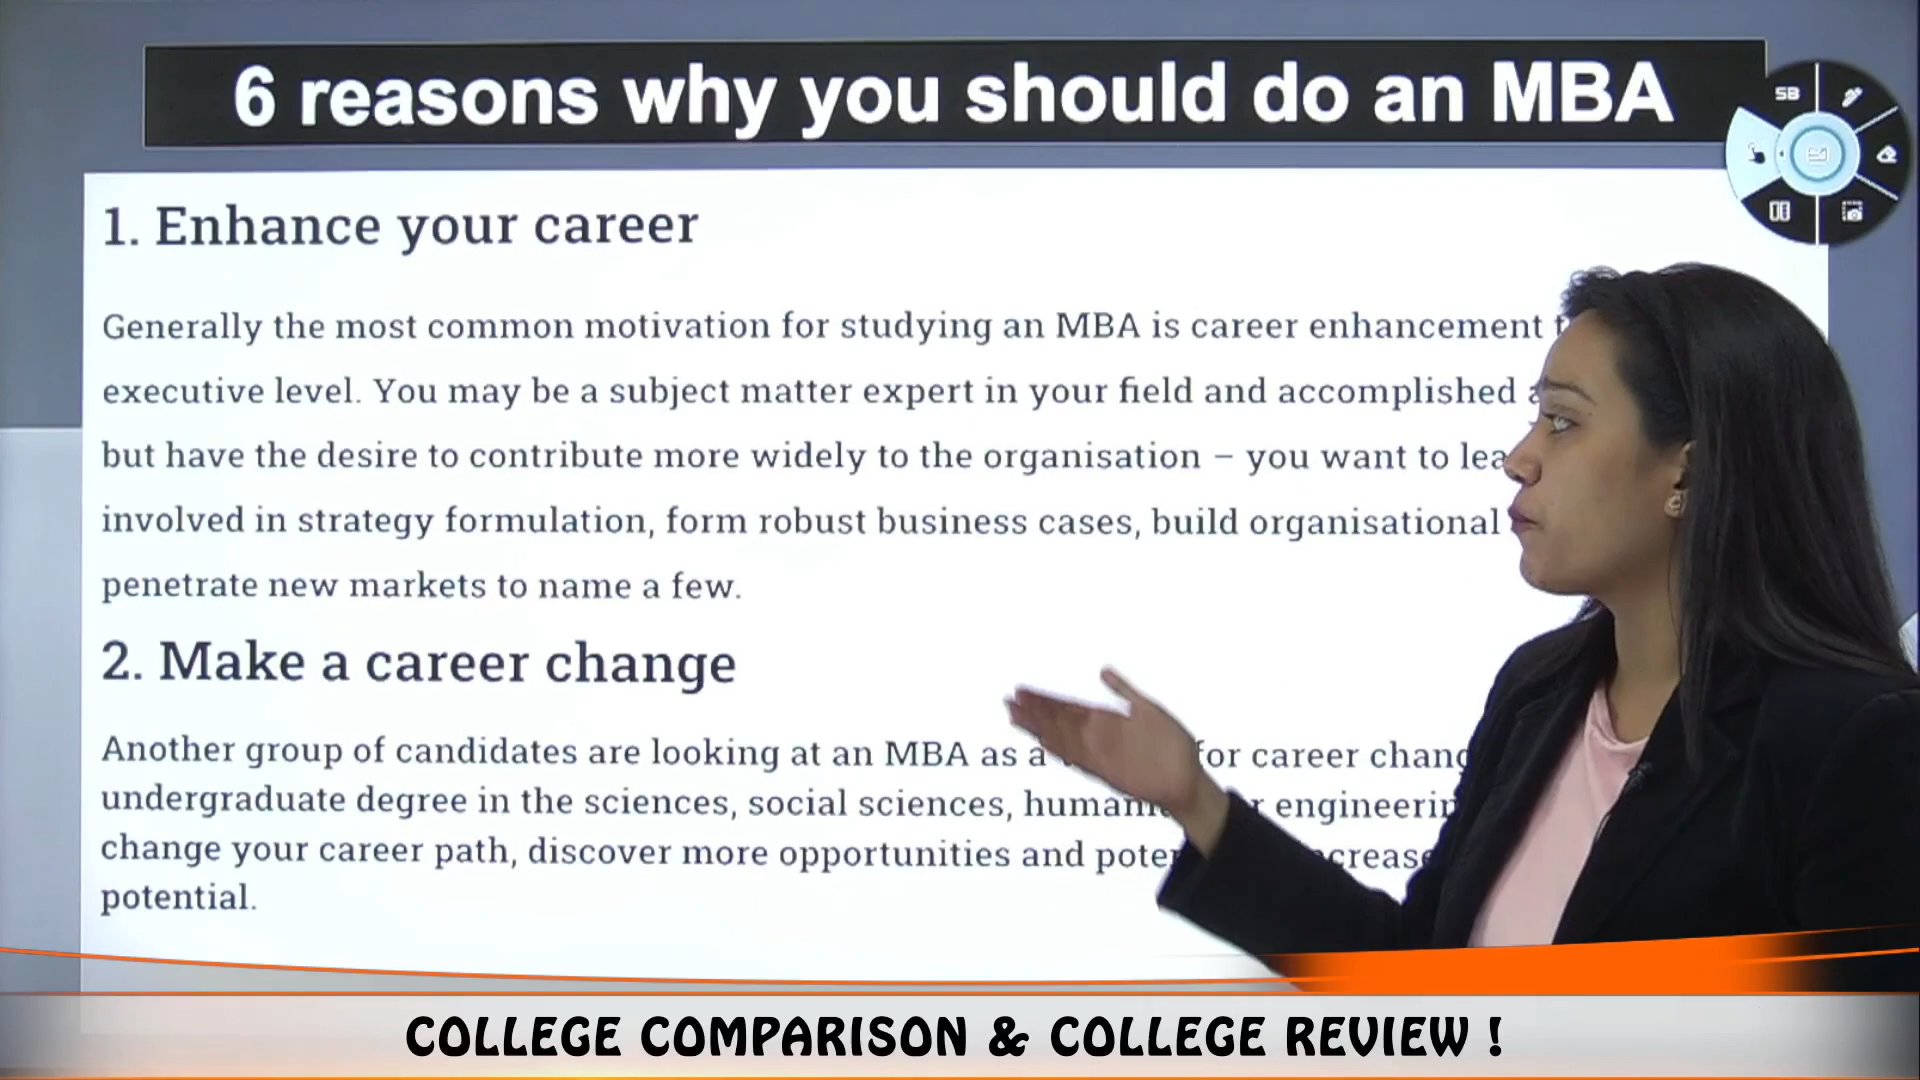 6 reasons why you should do an MBA
SB
1. Enhance your career
Generally the most common motivation for studying an MBA is career enhancement
executive level. You may be a subject matter expert in your field and accomplished
but have the desire to contribute more widely to the organisation – you want to
involved in strategy formulation, form robust business cases, build organisational
penetrate new markets to name a few.
2. Make a career change
Another group of candidates are looking at an MBA as a for career
undergraduate degree in the sciences, social sciences,
change your career path, discover more opportunities and
potential.
COLLEGE COMPARISON & COLLEGE REVIEW !